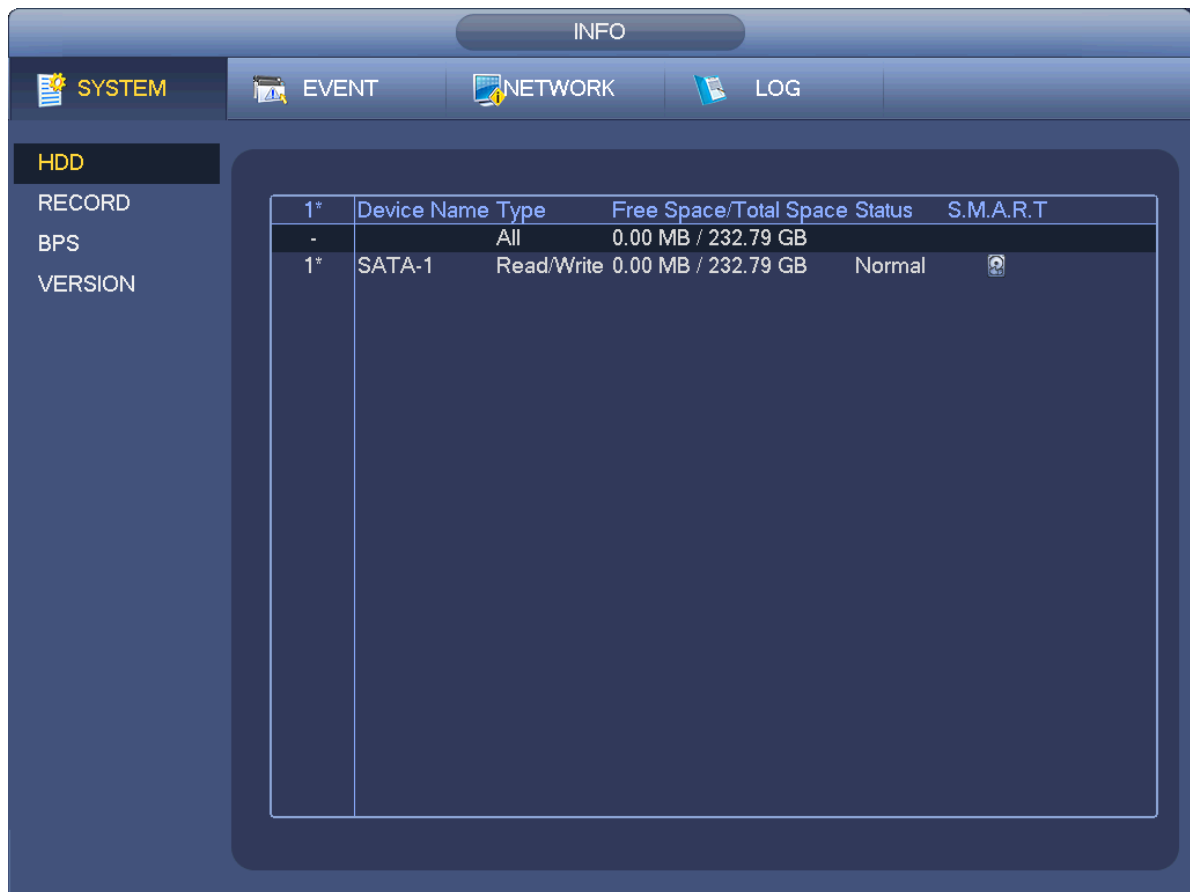 INFO
SYSTEM EVENT NETWORK LOG
HDD
RECORD
BPS
VERSION
1* Device Name Type Free Space/Total Space Status S.M.A.R.T
- All 0.00 MB / 232.79 GB
1* SATA-1 Read/Write 0.00 MB / 232.79 GB Normal